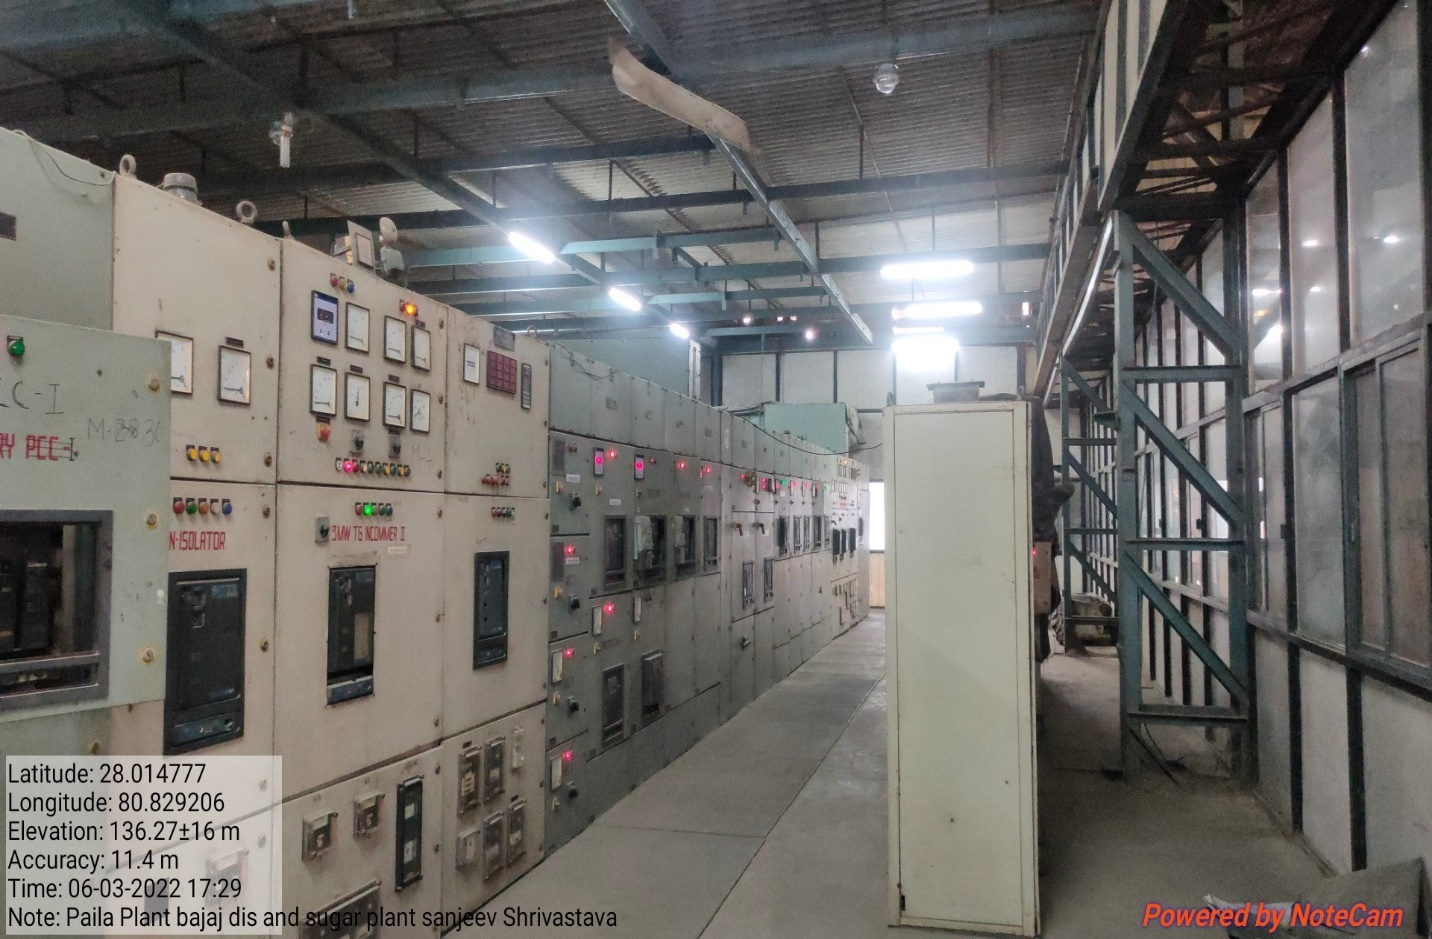 CC-I
M-2830
PCC-I
N-ISOLATOR
3MW TG INCOMMER II
Latitude: 28.014777
Longitude: 80.829206
Elevation: 136.27±16 m
Accuracy: 11.4 m
Time: 06-03-2022 17:29
Note: Paila Plant bajaj dis and sugar plant sanjeev Shrivastava
Powered by NoteCam